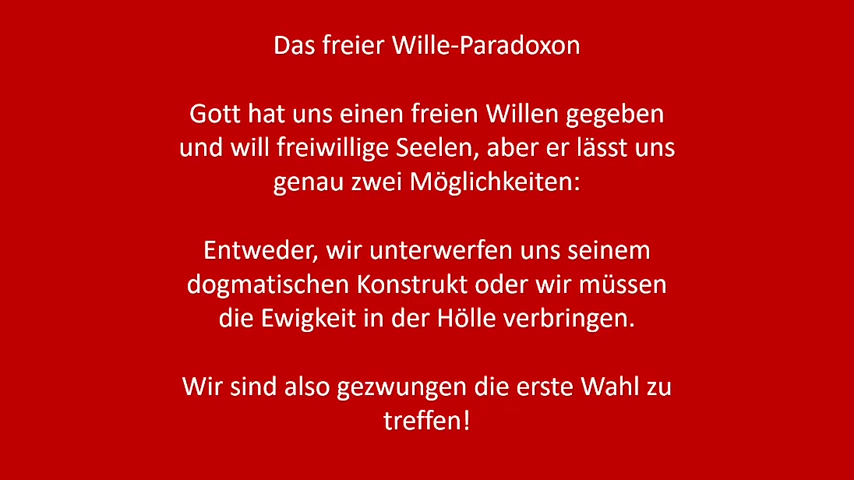 Das freier Wille-Paradoxon
Gott hat uns einen freien Willen gegeben
und will freiwillige Seelen, aber er lässt uns
genau zwei Möglichkeiten:
Entweder, wir unterwerfen uns seinem
dogmatischen Konstrukt oder wir müssen
die Ewigkeit in der Hölle verbringen.
Wir sind also gezwungen die erste Wahl zu
treffen!